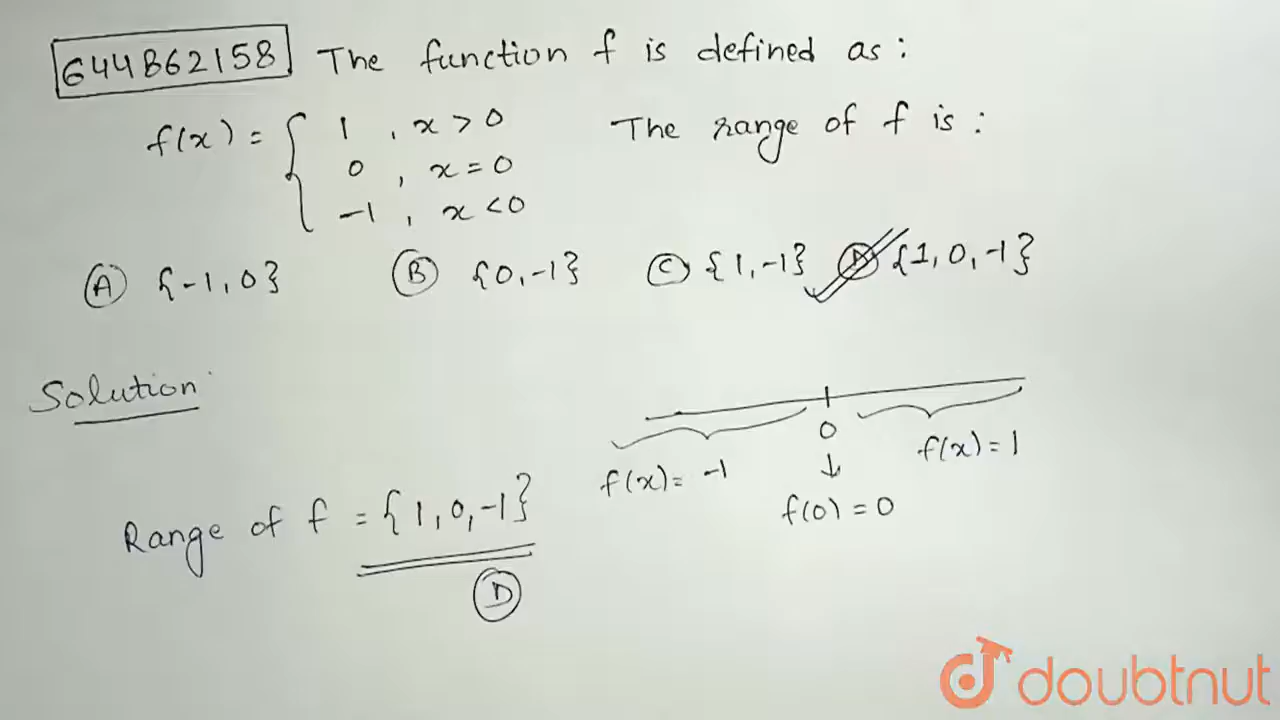 644862158 The function f is defined as:
f(x) = { 1 , x > 0 The range of f is :
0 , x = 0
-1 , x < 0
(A) {-1, 0} (B) {0, -1} (C) {1, -1} (D) {1, 0, -1}
Solution:
0
f(x) = -1 f(x) = 1
↓
f(0) = 0
Range of f = {1, 0, -1}
(D)
doubtnut